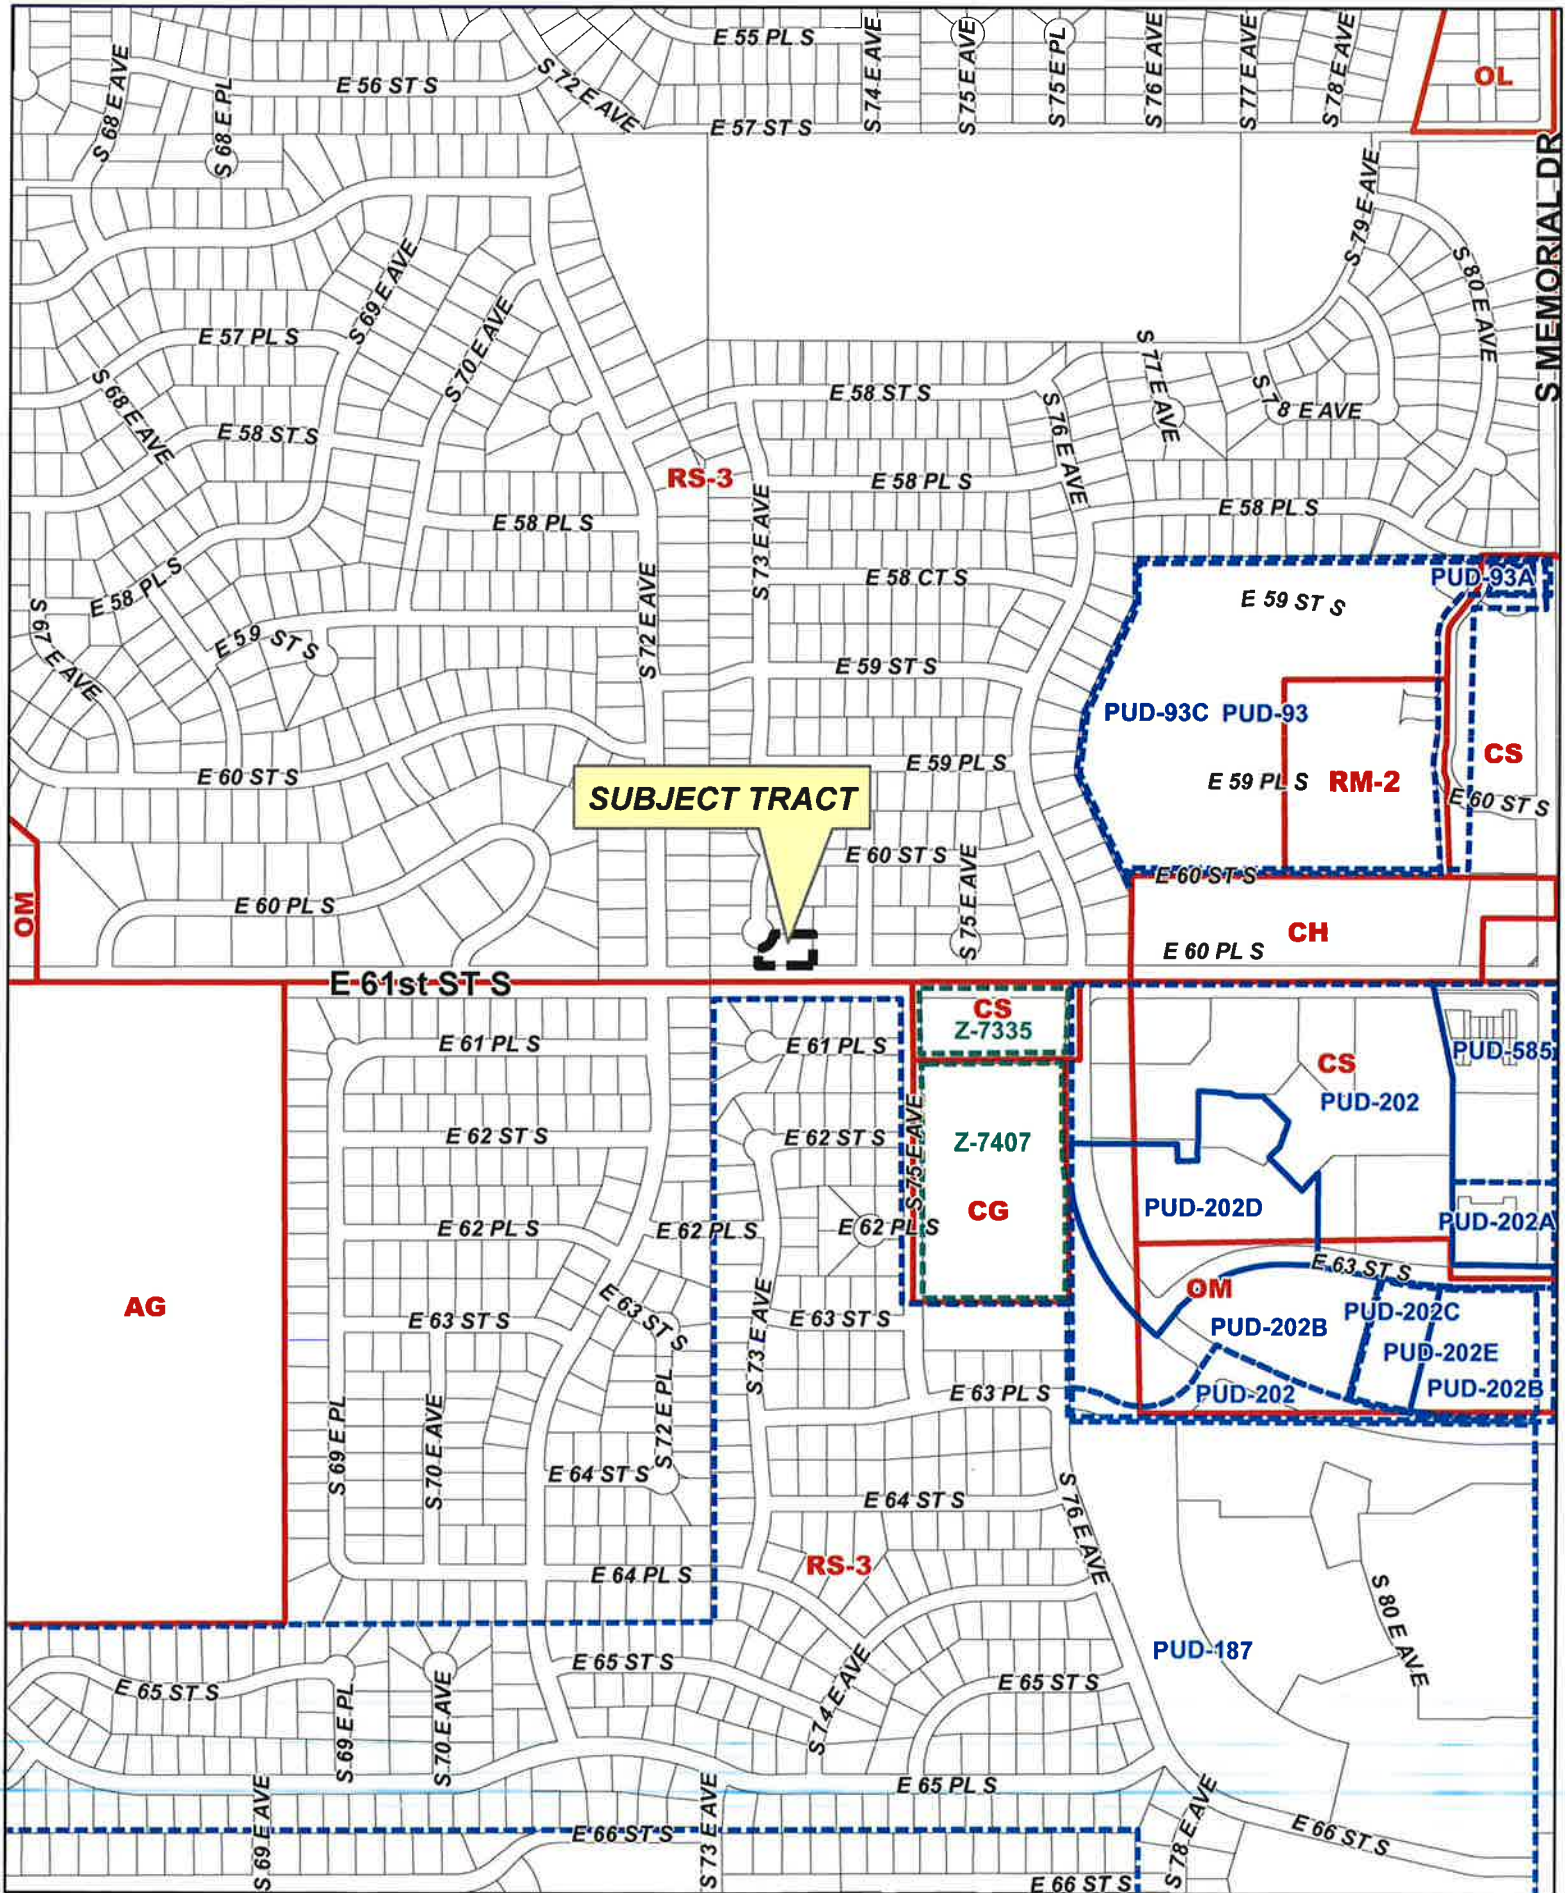 E 55 PL S
S 74 E AVE
S 75 E AVE
S 75 E PL
S 76 E AVE
S 77 E AVE
S 78 E AVE
S 68 E AVE
E 56 ST S
S 72 E AVE
OL
S 68 E PL
E 57 ST S
S MEMORIAL DR
S 79 E AVE
S 80 E AVE
S 69 E AVE
E 57 PL S
S 70 E AVE
S 68 E AVE
E 58 ST S
E 58 ST S
S 76 E AVE
S 77 E AVE
S 78 E AVE
RS-3
E 58 PL S
E 58 PL S
E 58 PL S
S 73 E AVE
E 58 PL S
E 58 CT S
PUD-93A
E 59 ST S
S 67 E AVE
E 59 ST S
S 72 E AVE
E 59 ST S
PUD-93C
PUD-93
CS
E 59 PL S
E 59 PL S
RM-2
E 60 ST S
E 60 ST S
SUBJECT TRACT
E 60 ST S
S 75 E AVE
E 60 ST S
OM
E 60 PL S
CH
E 60 PL S
E 61st ST S
CS
Z-7335
E 61 PL S
E 61 PL S
PUD-585
CS
PUD-202
E 62 ST S
E 62 ST S
S 75 E AVE
Z-7407
CG
PUD-202D
PUD-202A
E 62 PL S
E 62 PL S
E 62 PL S
E 63 ST S
OM
AG
E 63 ST S
E 63 ST S
S 73 E AVE
E 63 ST S
PUD-202B
PUD-202C
PUD-202E
PUD-202B
PUD-202
E 63 PL S
S 69 E PL
S 70 E AVE
S 72 E PL
E 64 ST S
E 64 ST S
S 76 E AVE
E 64 PL S
RS-3
S 80 E AVE
PUD-187
E 65 ST S
E 65 ST S
S 74 E AVE
E 65 ST S
S 69 E PL
S 70 E AVE
E 65 PL S
S 69 E AVE
S 73 E AVE
S 78 E AVE
E 66 ST S
E 66 ST S
E 66 ST S